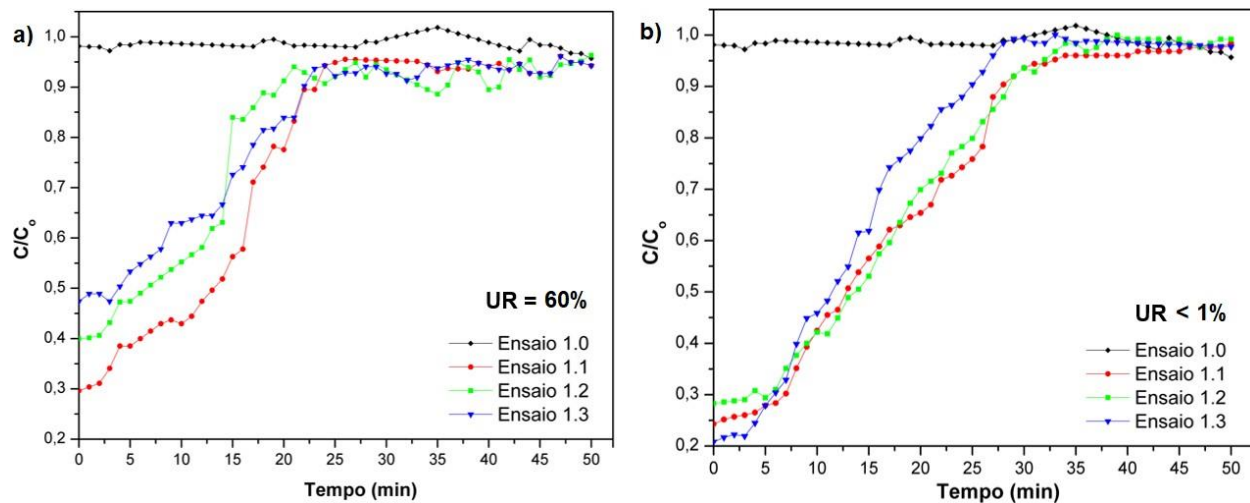 a)
C/Co
1,0
0,9
0,8
0,7
0,6
0,5
0,4
0,3
0,2
UR = 60%
Ensaio 1.0
Ensaio 1.1
Ensaio 1.2
Ensaio 1.3
0 5 10 15 20 25 30 35 40 45 50
Tempo (min)
b)
C/Co
1,0
0,9
0,8
0,7
0,6
0,5
0,4
0,3
0,2
UR < 1%
Ensaio 1.0
Ensaio 1.1
Ensaio 1.2
Ensaio 1.3
0 5 10 15 20 25 30 35 40 45 50
Tempo (min)